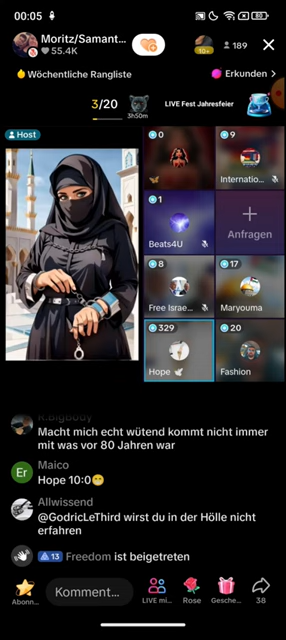 00:05
80
Moritz/Samant...
55.4K
10+
189
Wöchentliche Rangliste
Erkunden >
3/20
3h50m
LIVE Fest Jahresfeier
Host
0
9
Internatio...
1
Beats4U
+
Anfragen
8
Free Israe...
17
Maryouma
329
Hope 🕊
20
Fashion
K.BigBody
Macht mich echt wütend kommt nicht immer
mit was vor 80 Jahren war
Er
Maico
Hope 10:0😁
Allwissend
@GodricLeThird wirst du in der Hölle nicht
erfahren
13 Freedom ist beigetreten
Abonn...
Komment...
LIVE mi...
Rose
Gesche...
38